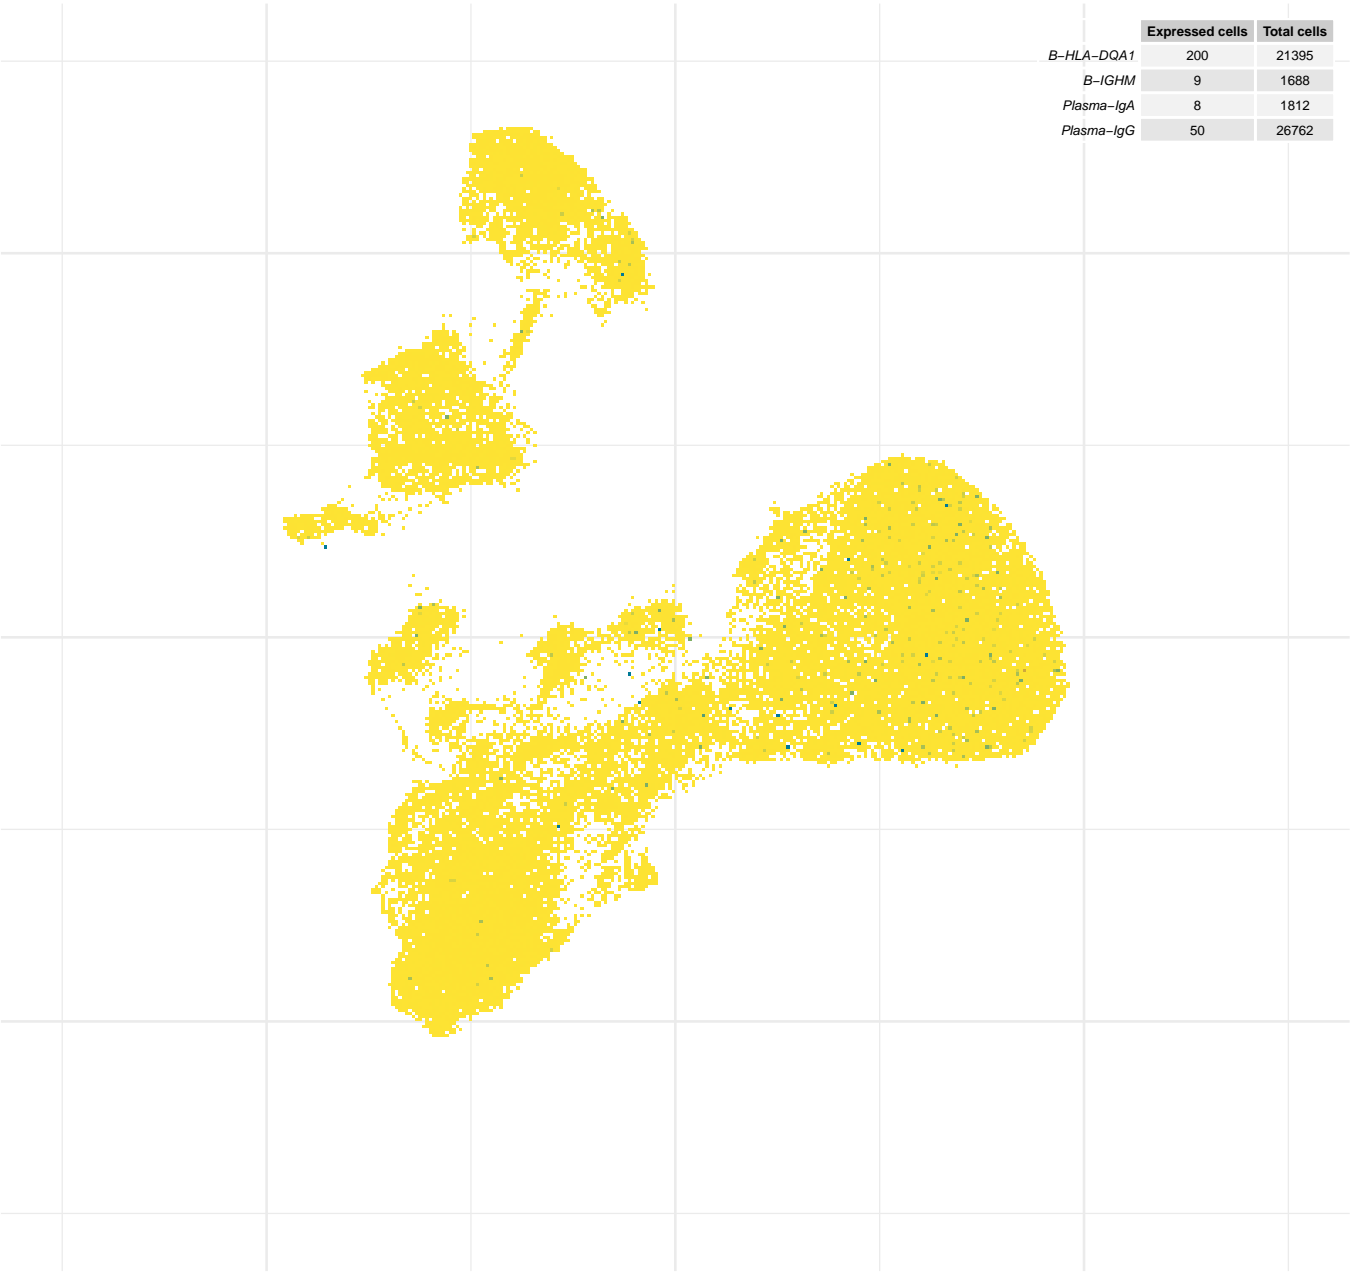 Expressed cells Total cells
B−HLA−DQA1 200 21395
B−IGHM 9 1688
Plasma−IgA 8 1812
Plasma−IgG 50 26762